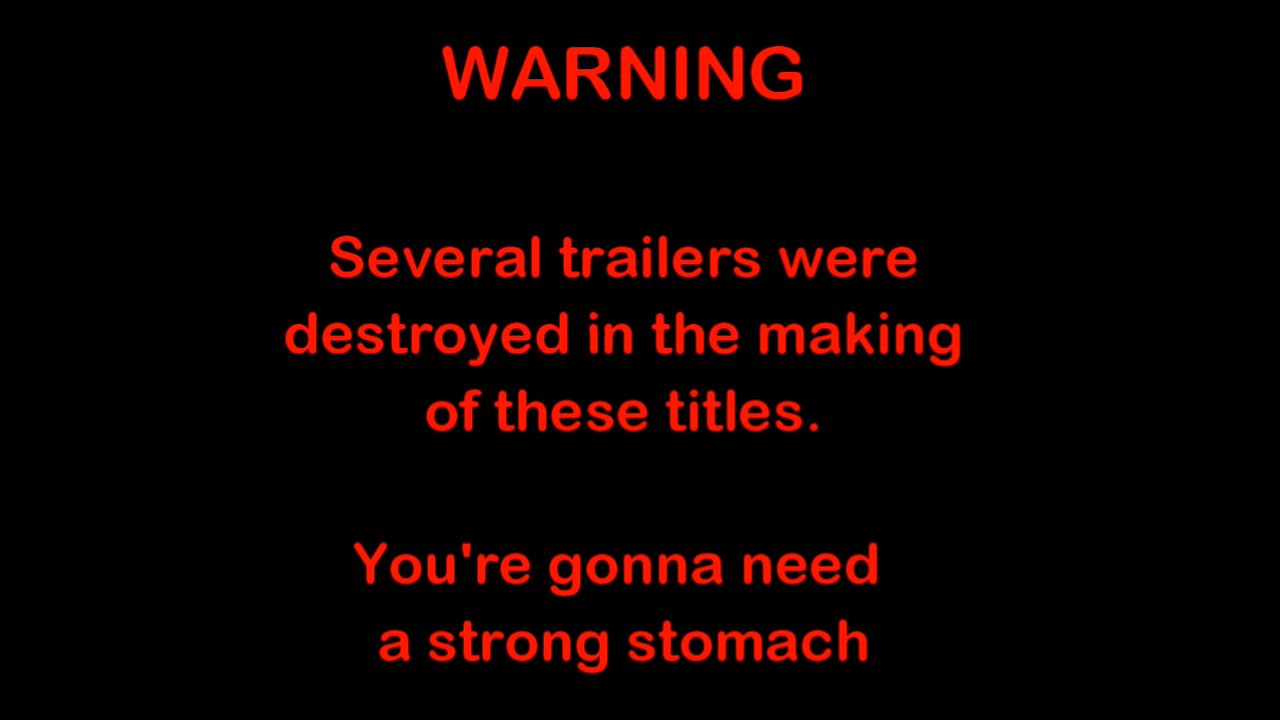 WARNING
Several trailers were
destroyed in the making
of these titles.
You're gonna need
a strong stomach